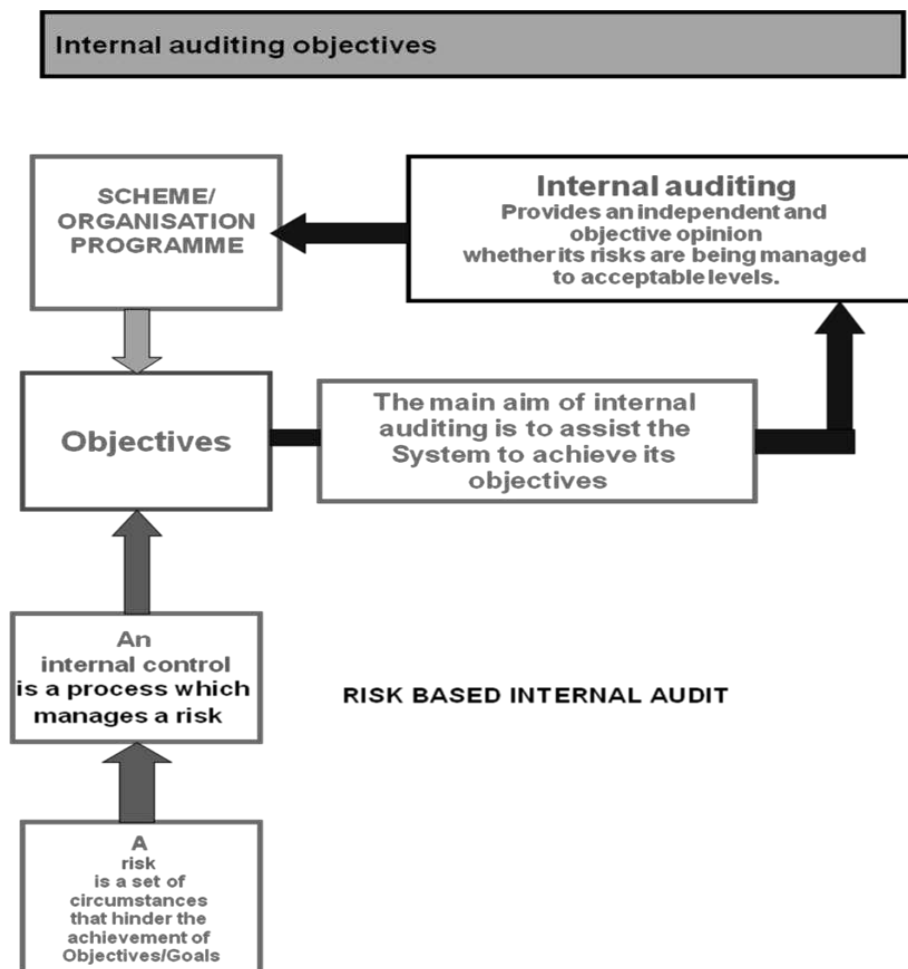 Internal auditing objectives
SCHEME/
ORGANISATION
PROGRAMME
Internal auditing
Provides an independent and
objective opinion
whether its risks are being managed
to acceptable levels.
Objectives
The main aim of internal
auditing is to assist the
System to achieve its
objectives
An
internal control
is a process which
manages a risk
RISK BASED INTERNAL AUDIT
A
risk
is a set of
circumstances
that hinder the
achievement of
Objectives/Goals